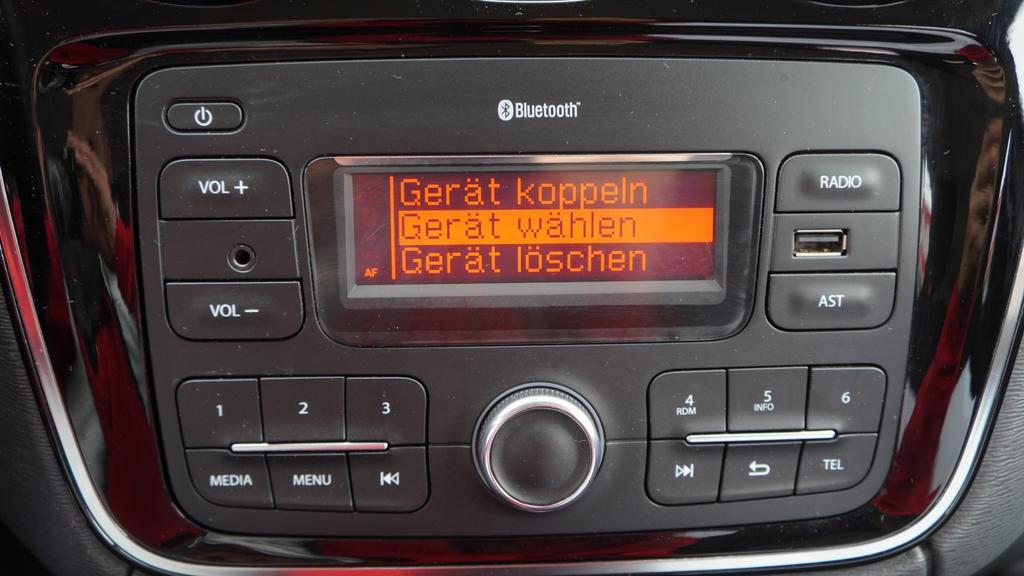 Bluetooth
VOL +
Gerät koppeln
Gerät wählen
Gerät löschen
AF
VOL −
RADIO
AST
1
2
3
MEDIA
MENU
4
RDM
5
INFO
6
TEL